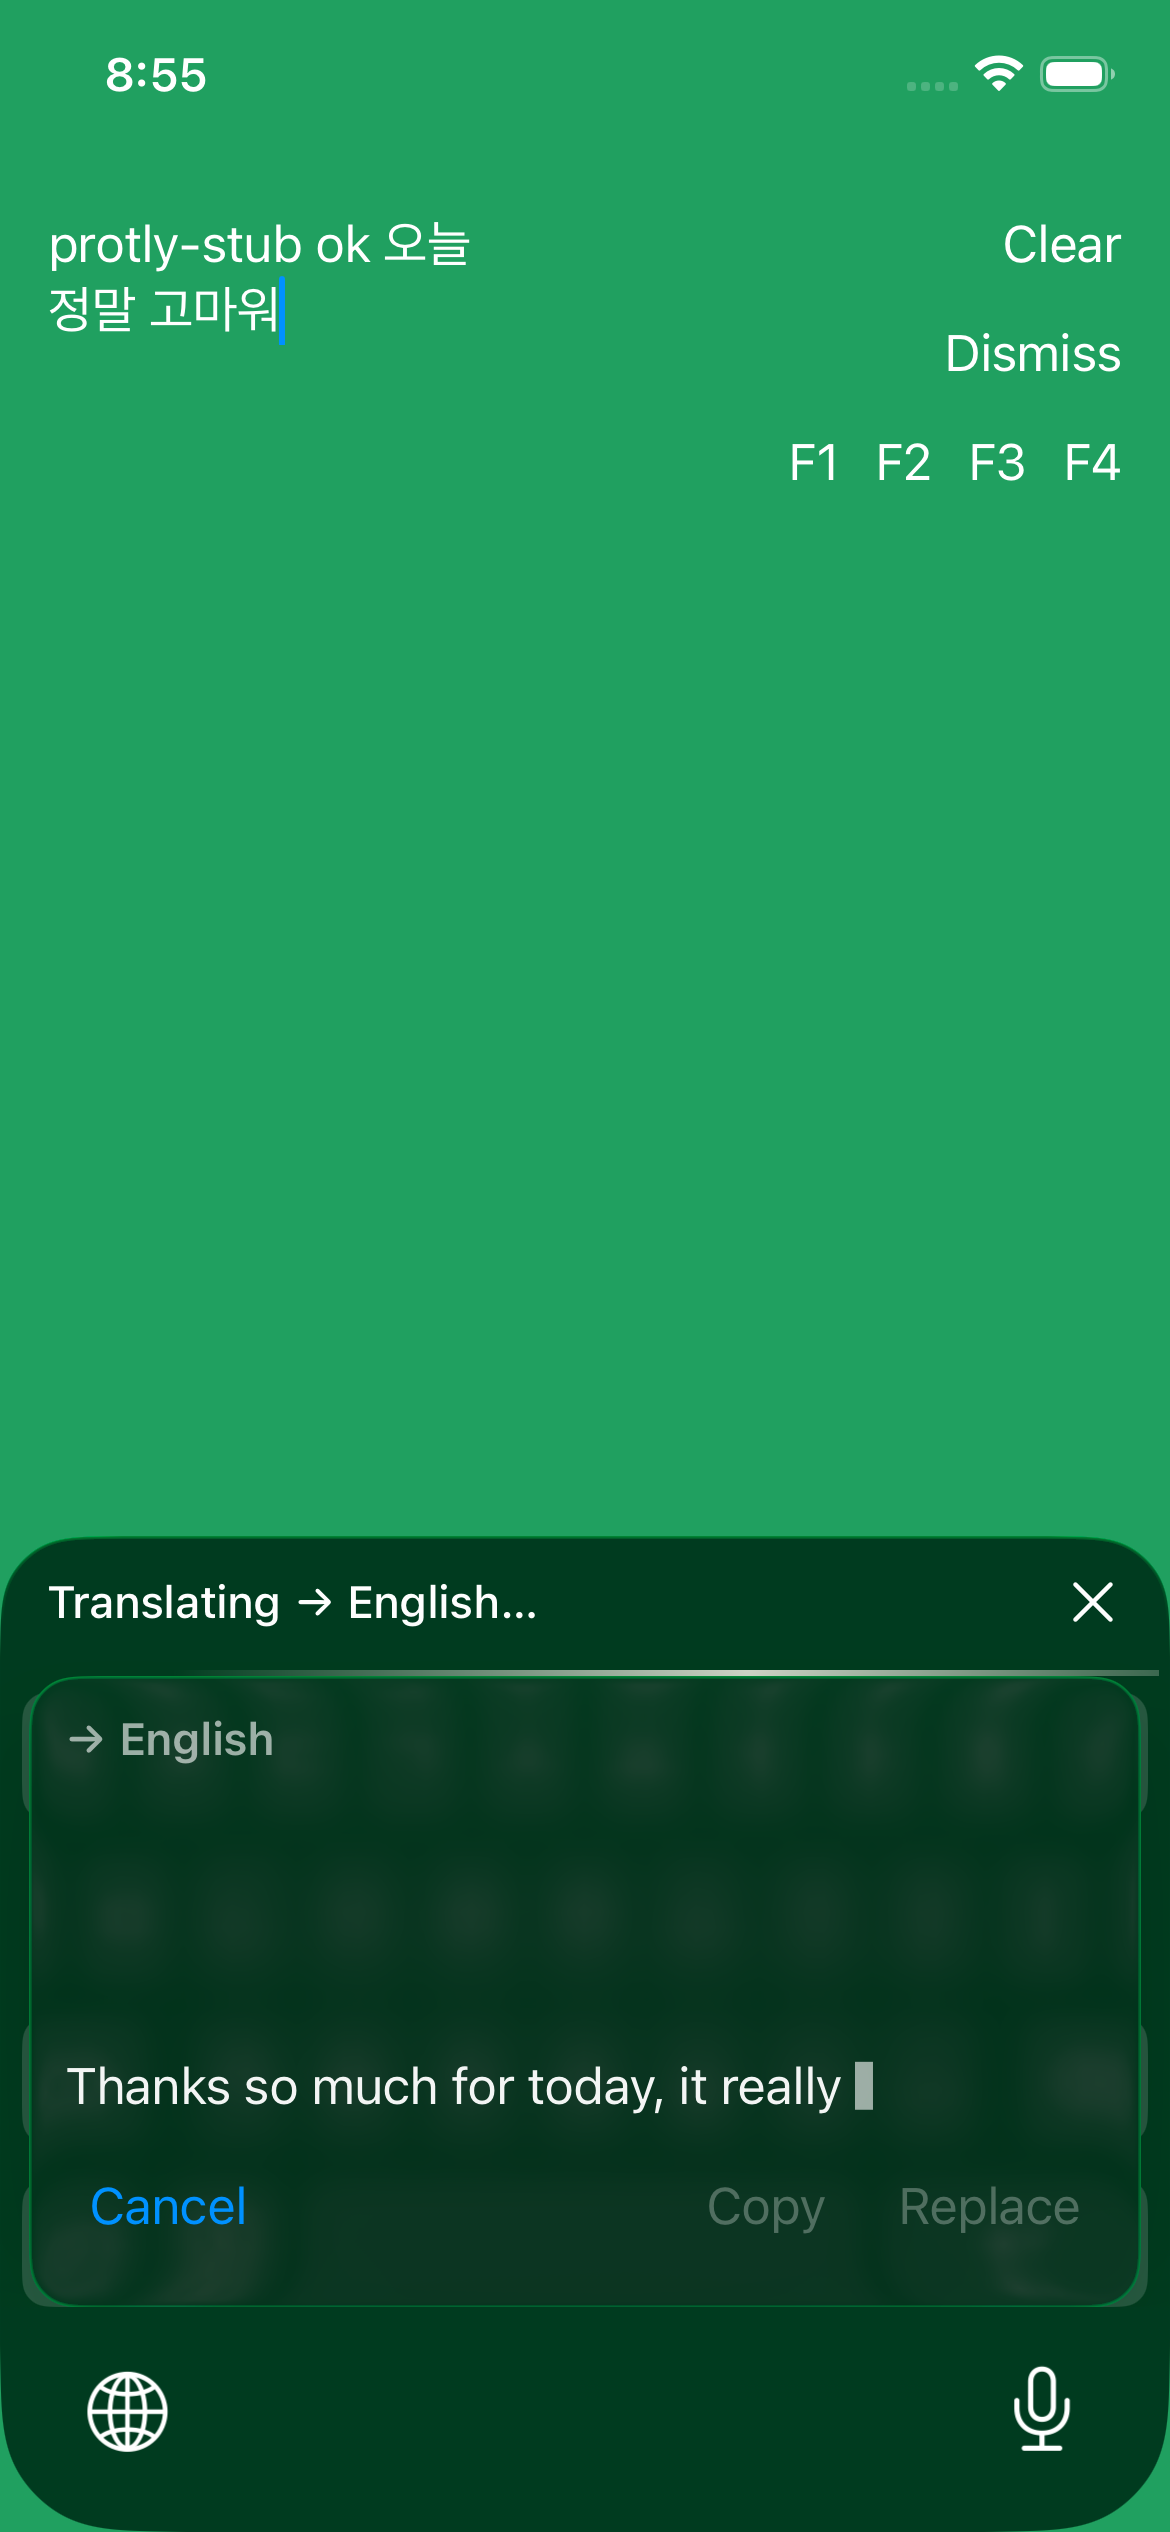 8:55
protly-stub ok 오늘
정말 고마워
Clear
Dismiss
F1 F2 F3 F4
Translating → English...
→ English
Thanks so much for today, it really
Cancel
Copy
Replace